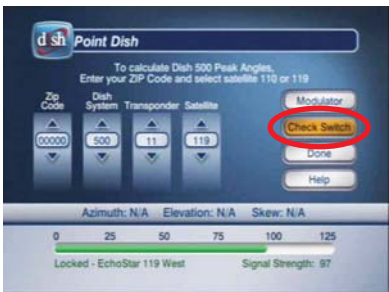 dish Point Dish
To calculate Dish 500 Peak Angles,
Enter your ZIP Code and select satellite 110 or 119
Zip Code
Dish System
Transponder
Satellite
00000
500
11
119
Modulator
Check Switch
Done
Help
Azimuth: N/A Elevation: N/A Skew: N/A
0 25 50 75 100 125
Locked - EchoStar 119 West Signal Strength: 97